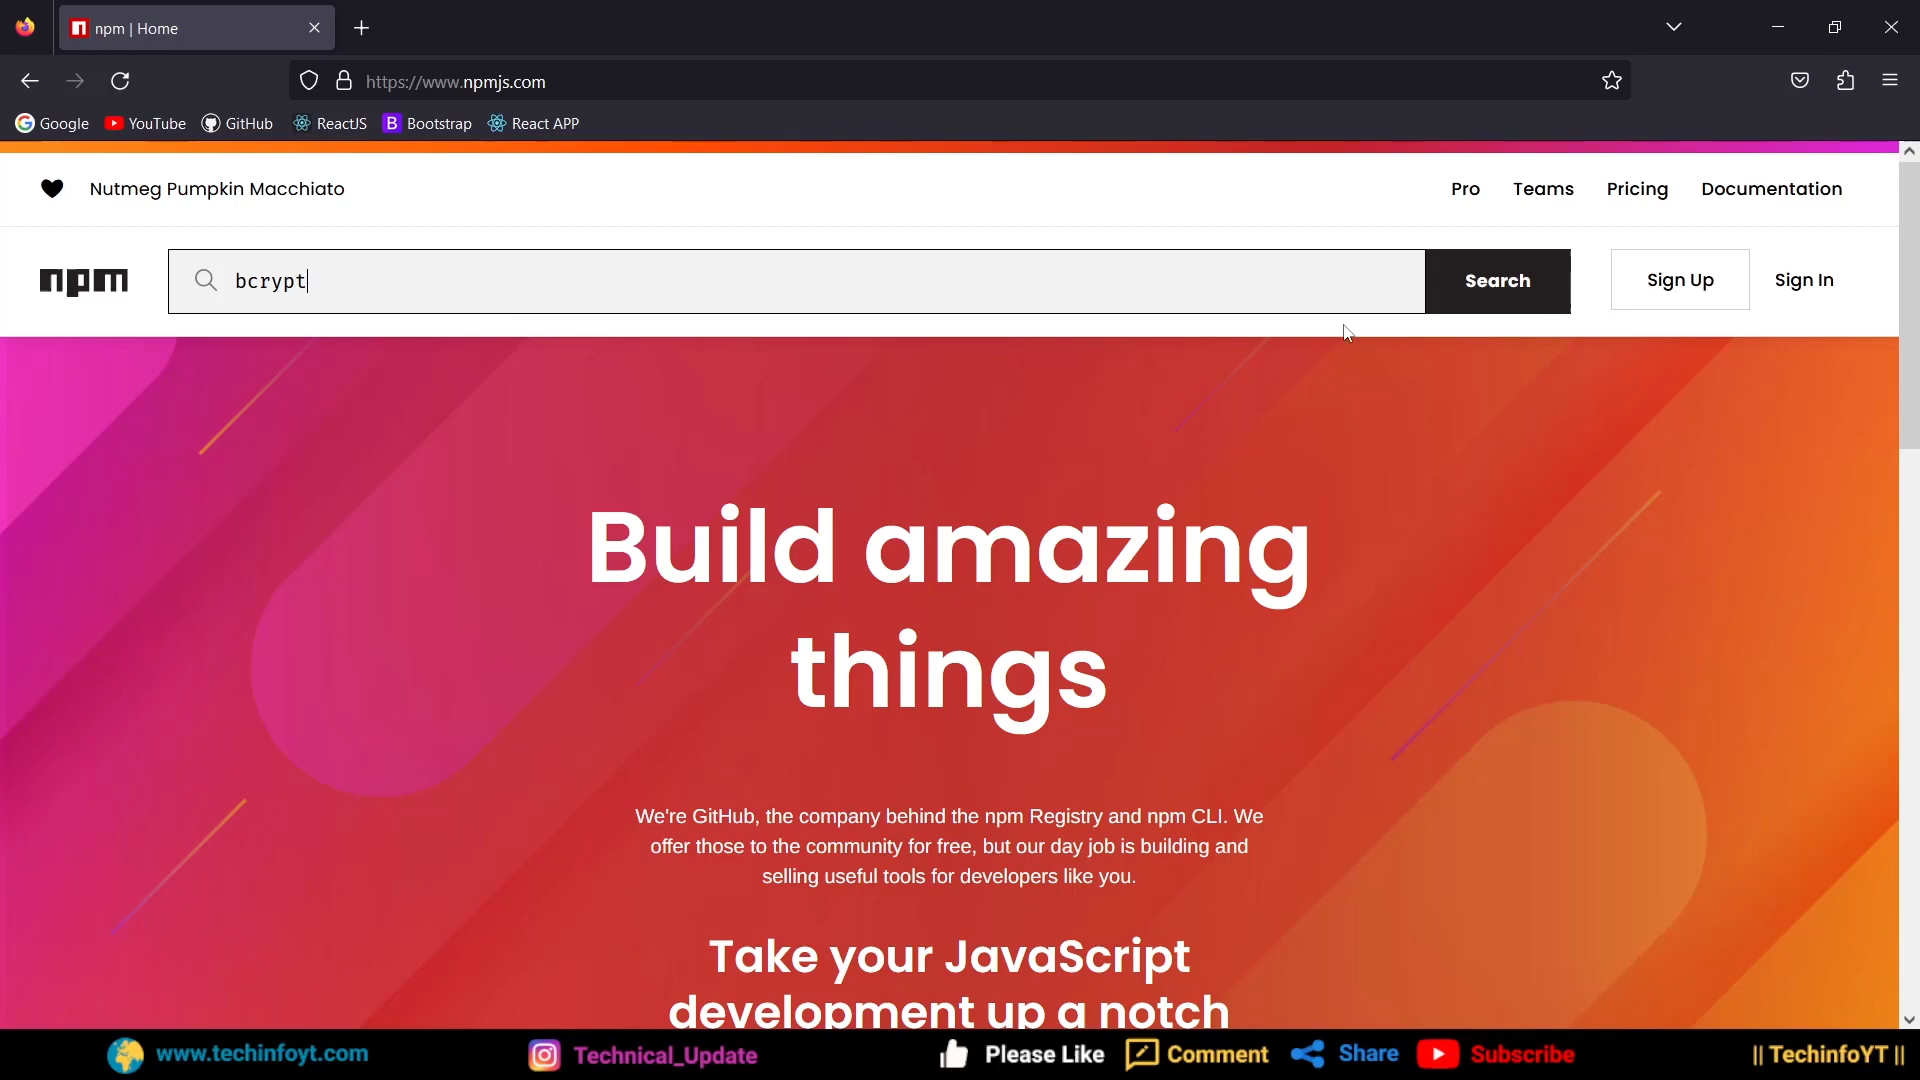 npm | Home
https://www.npmjs.com
Google YouTube GitHub ReactJS B Bootstrap React APP
Nutmeg Pumpkin Macchiato Pro Teams Pricing Documentation
npm bcrypt Search Sign Up Sign In
Build amazing
things
We're GitHub, the company behind the npm Registry and npm CLI. We
offer those to the community for free, but our day job is building and
selling useful tools for developers like you.
Take your JavaScript
development up a notch
www.techinfoyt.com Technical_Update Please Like Comment Share Subscribe || TechinfoYT ||